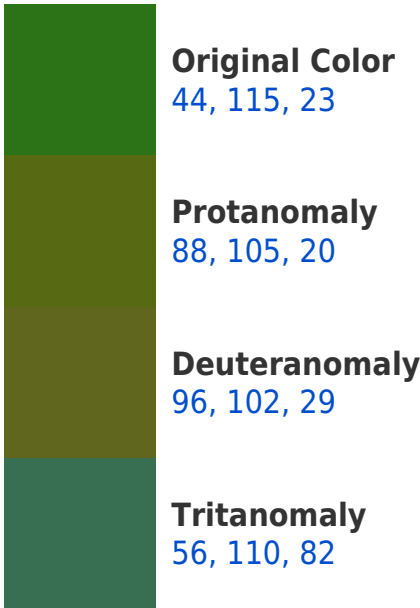 Original Color
44, 115, 23
Protanomaly
88, 105, 20
Deuteranomaly
96, 102, 29
Tritanomaly
56, 110, 82